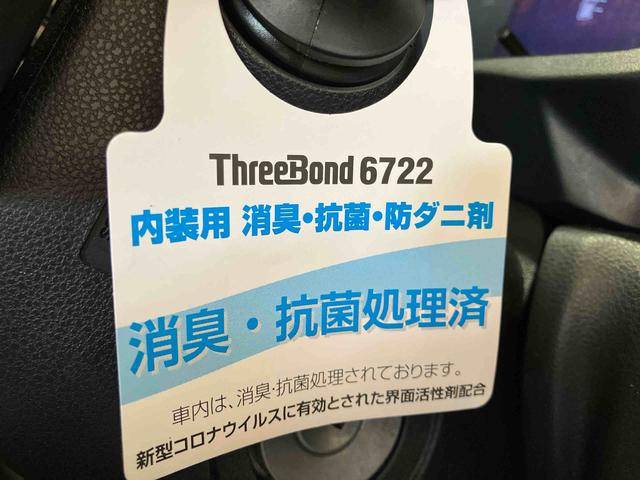 ThreeBond 6722
内装用 消臭・抗菌・防ダニ剤
消臭・抗菌処理済
車内は、消臭・抗菌処理されております。
新型コロナウイルスに有効とされた界面活性剤配合